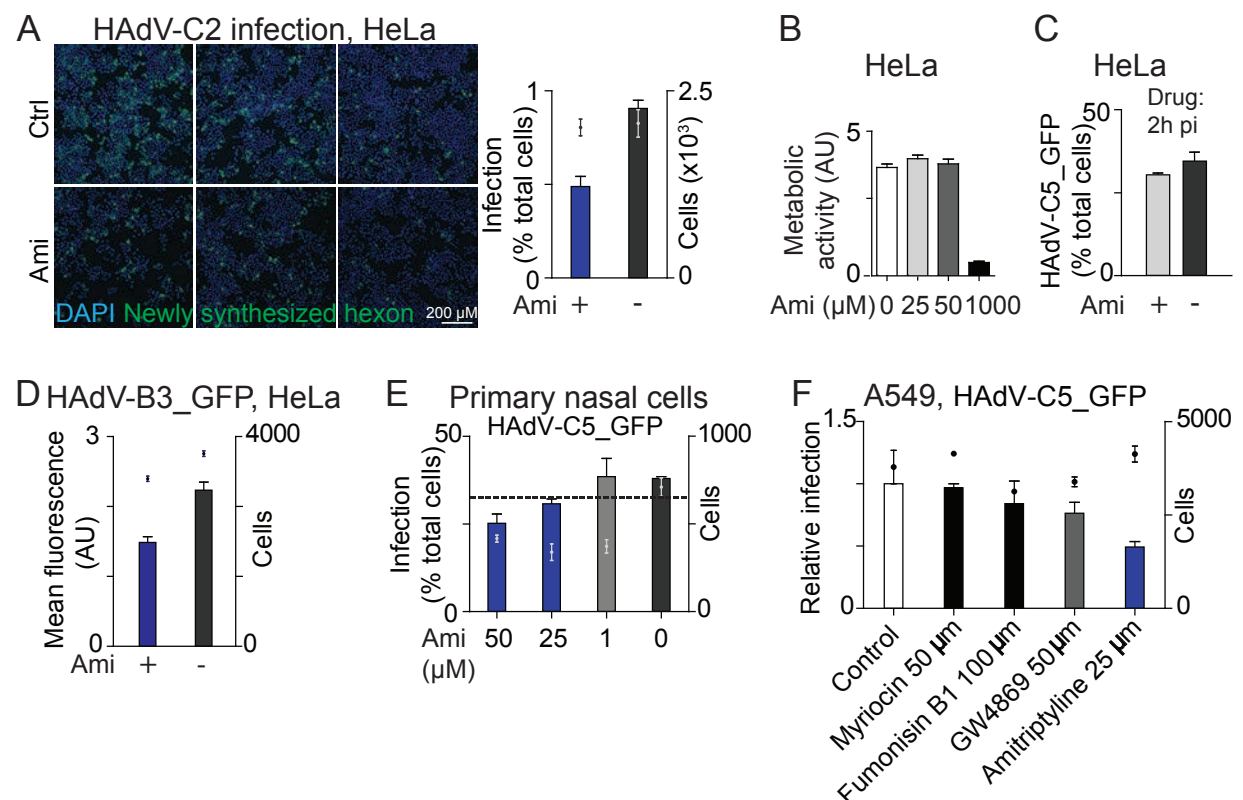 A
HAdV-C2 infection, HeLa
Ctrl
Ami
DAPI Newly synthesized hexon
200 µM
Infection
(% total cells)
1
0
2.5
0
Cells (x10³)
Ami + -
B
HeLa
Metabolic
activity (AU)
5
0
Ami (µM) 0 25 50 1000
C
HeLa
Drug:
2h pi
HAdV-C5_GFP
(% total cells)
50
0
+ -
Ami
D HAdV-B3_GFP, HeLa
Mean fluorescence
(AU)
3
0
4000
0
Cells
Ami + -
E
Primary nasal cells
HAdV-C5_GFP
Infection
(% total cells)
50
0
1000
0
Cells
Ami 50 25 1 0
(µM)
F
A549, HAdV-C5_GFP
Relative infection
1.5
0
5000
0
Cells
Control
Myriocin 50 µm
Fumonisin B1 100 µm
GW4869 50 µm
Amitriptyline 25 µm